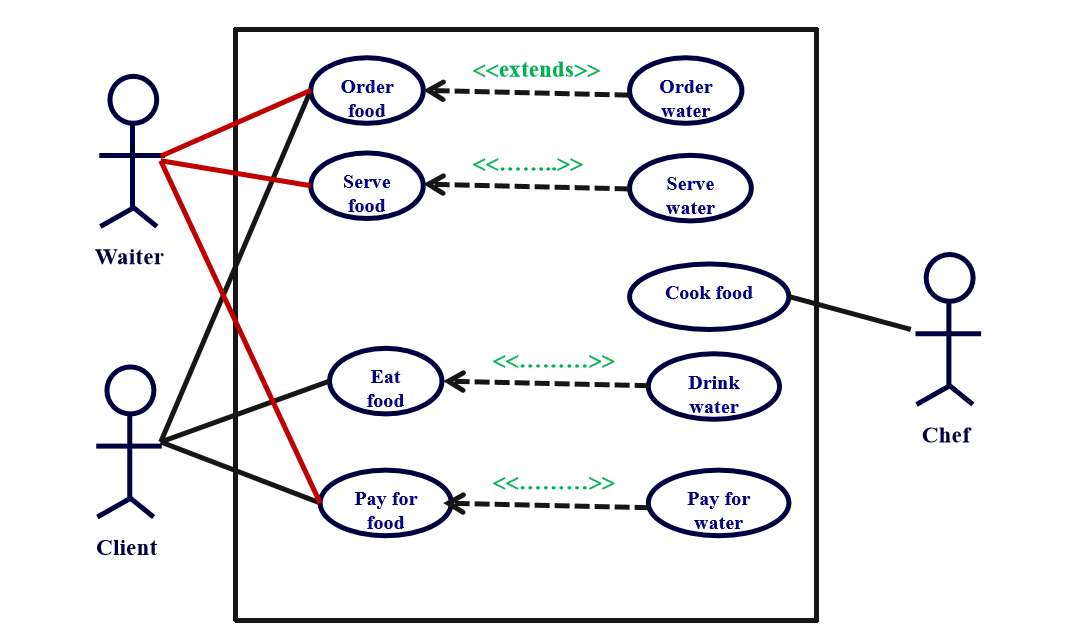 <<extends>>
Order
food
Order
water
Waiter
<<……..>>
Serve
food
Serve
water
Cook food
<<………>>
Eat
food
Drink
water
Chef
<<………>>
Pay for
food
Pay for
water
Client